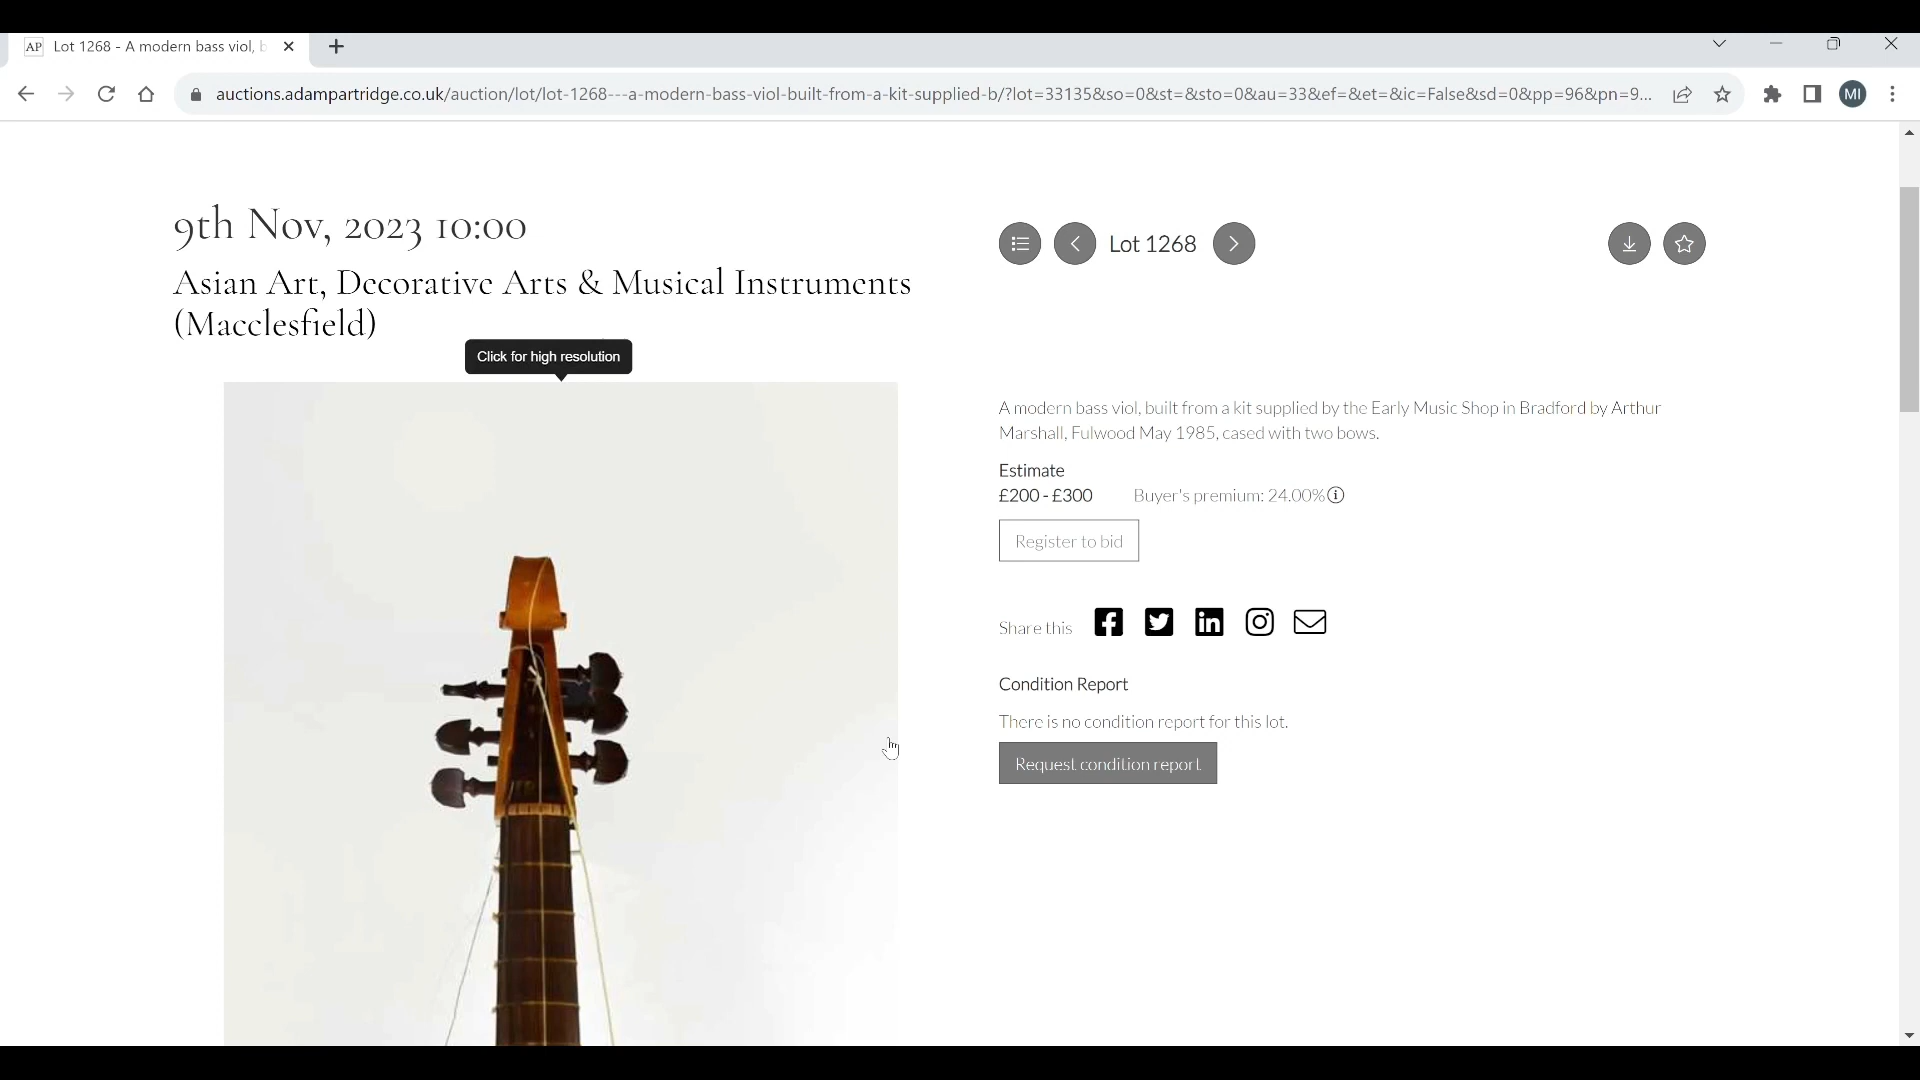 AP Lot 1268 - A modern bass viol, b
auctions.adampartridge.co.uk/auction/lot/lot-1268---a-modern-bass-viol-built-from-a-kit-supplied-b/?lot=33135&so=0&st=&sto=0&au=33&ef=&et=&ic=False&sd=0&pp=96&pn=9...
MI
9th Nov, 2023 10:00
Asian Art, Decorative Arts & Musical Instruments
(Macclesfield)
Lot 1268
Click for high resolution
A modern bass viol, built from a kit supplied by the Early Music Shop in Bradford by Arthur
Marshall, Fulwood May 1985, cased with two bows.
Estimate
£200 - £300 Buyer's premium: 24.00%
Register to bid
Share this
Condition Report
There is no condition report for this lot.
Request condition report